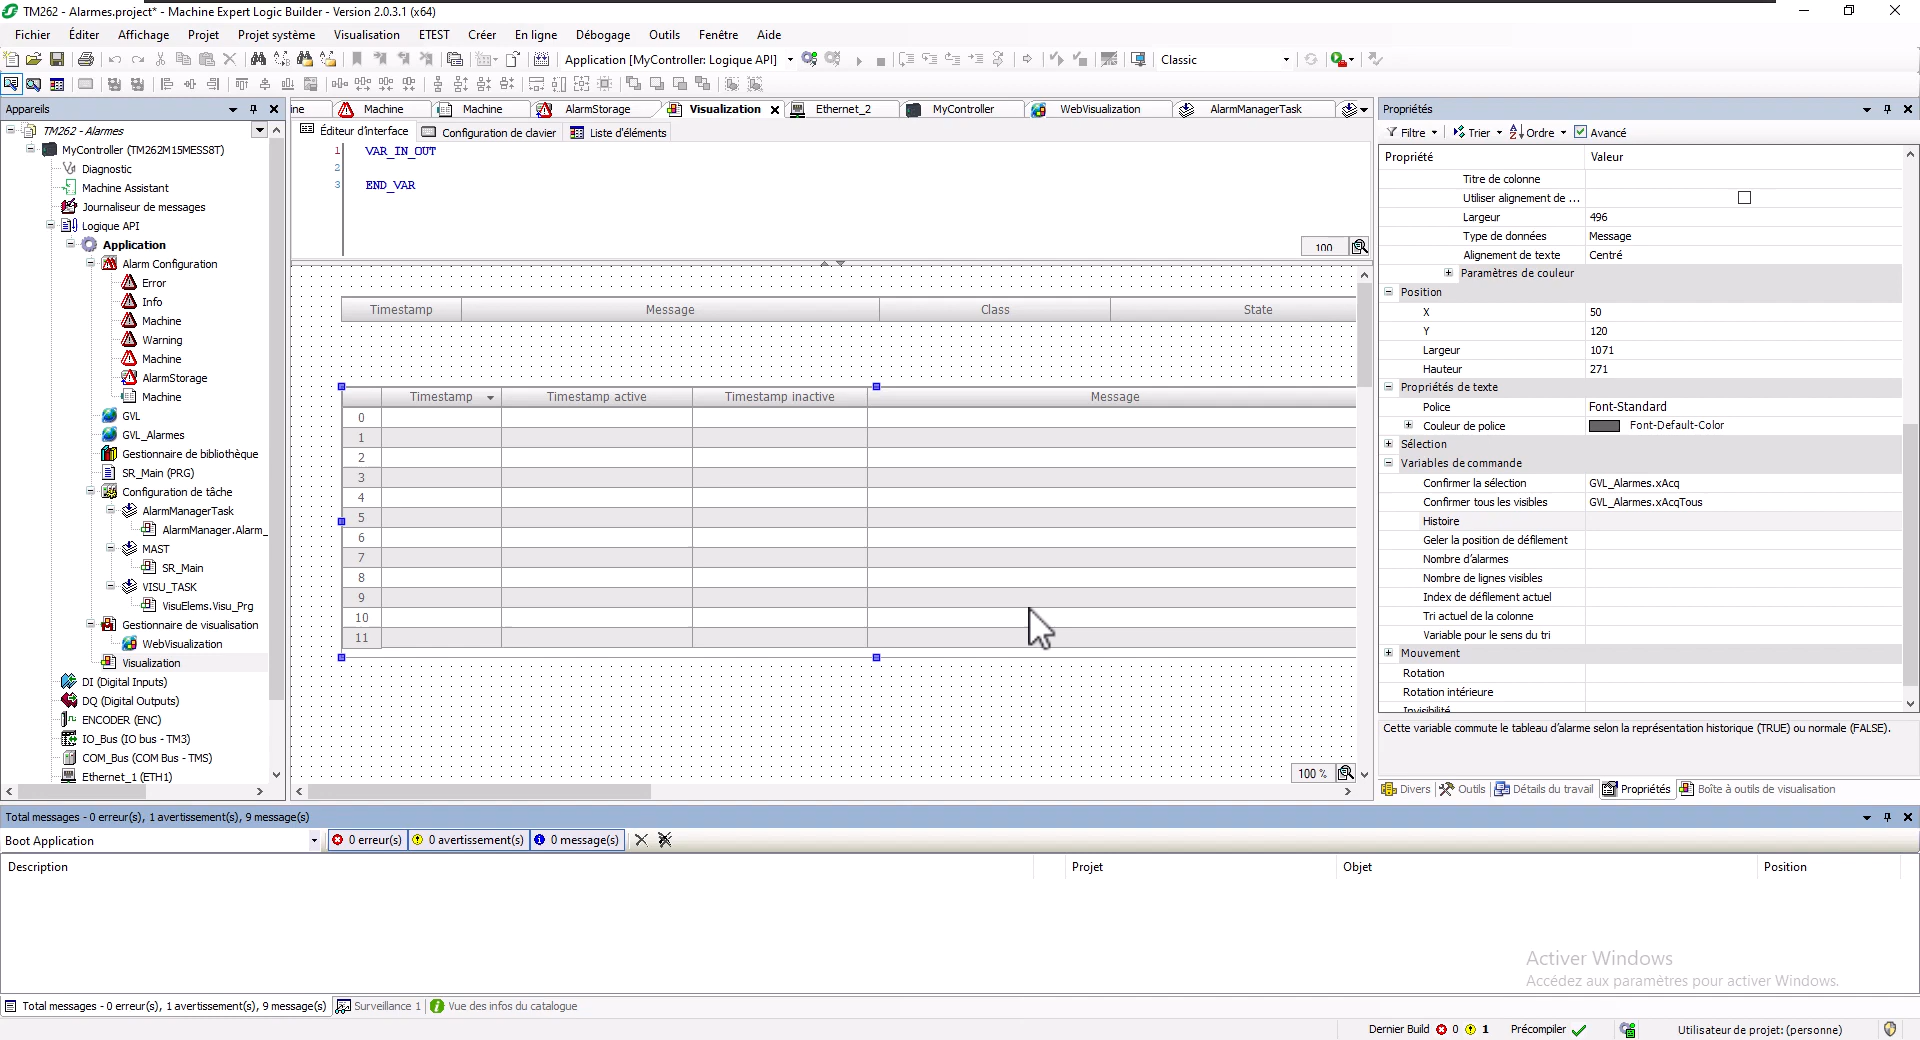 TM262 - Alarmes.project* - Machine Expert Logic Builder - Version 2.0.3.1 (x64)
Fichier Éditer Affichage Projet Projet système Visualisation ETEST Créer En ligne Débogage Outils Fenêtre Aide
Application [MyController: Logique API] Classic
Appareils
TM262 - Alarmes
MyController (TM262M15MESS8T)
Diagnostic
Machine Assistant
Journaliseur de messages
Logique API
Application
Alarm Configuration
Error
Info
Machine
Warning
Machine
AlarmStorage
Machine
GVL
GVL_Alarmes
Gestionnaire de bibliothèque
SR_Main (PRG)
Configuration de tâche
AlarmManagerTask
AlarmManager.Alarm_
MAST
SR_Main
VISU_TASK
VisuElems.Visu_Prg
Gestionnaire de visualisation
WebVisualization
Visualization
DI (Digital Inputs)
DQ (Digital Outputs)
ENCODER (ENC)
IO_Bus (IO bus - TM3)
COM_Bus (COM Bus - TMS)
Ethernet_1 (ETH1)
ne Machine Machine AlarmStorage Visualization Ethernet_2 MyController WebVisualization AlarmManagerTask
Éditeur d'interface Configuration de clavier Liste d'éléments
1 VAR_IN_OUT
2
3 END_VAR
100
Timestamp Message Class State
Timestamp Timestamp active Timestamp inactive Message
0
1
2
3
4
5
6
7
8
9
10
11
100 %
Propriétés
Filtre Trier Ordre Avancé
Propriété Valeur
Titre de colonne
Utiliser alignement de ...
Largeur 496
Type de données Message
Alignement de texte Centré
Paramètres de couleur
Position
X 50
Y 120
Largeur 1071
Hauteur 271
Propriétés de texte
Police Font-Standard
Couleur de police Font-Default-Color
Sélection
Variables de commande
Confirmer la sélection GVL_Alarmes.xAcq
Confirmer tous les visibles GVL_Alarmes.xAcqTous
Histoire
Geler la position de défilement
Nombre d'alarmes
Nombre de lignes visibles
Index de défilement actuel
Tri actuel de la colonne
Variable pour le sens du tri
Mouvement
Rotation
Rotation intérieure
Invisibilité
Cette variable commute le tableau d'alarme selon la représentation historique (TRUE) ou normale (FALSE).
Divers Outils Détails du travail Propriétés Boîte à outils de visualisation
Total messages - 0 erreur(s), 1 avertissement(s), 9 message(s)
Boot Application 0 erreur(s) 0 avertissement(s) 0 message(s)
Description Projet Objet Position
Activer Windows
Accédez aux paramètres pour activer Windows.
Total messages - 0 erreur(s), 1 avertissement(s), 9 message(s) Surveillance 1 Vue des infos du catalogue
Dernier Build 0 1 Précompiler Utilisateur de projet: (personne)